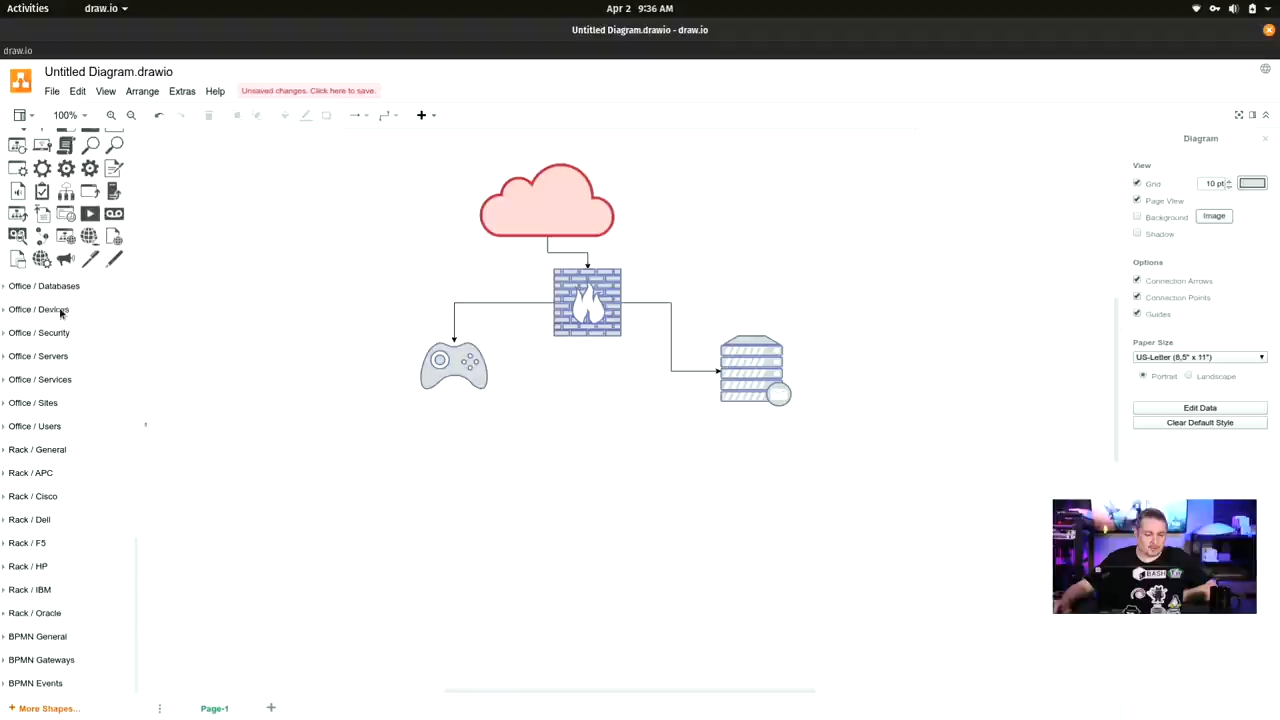 Activities
draw.io
Apr 2 9:36 AM
Untitled Diagram.drawio - draw.io
draw.io
Untitled Diagram.drawio
File Edit View Arrange Extras Help
Unsaved changes. Click here to save.
100%
Diagram
View
Grid
10 pt
Page View
Background
Image
Shadow
Options
Connection Arrows
Connection Points
Guides
Paper Size
US-Letter (8,5" x 11")
Portrait
Landscape
Edit Data
Clear Default Style
Office / Databases
Office / Devices
Office / Security
Office / Servers
Office / Services
Office / Sites
Office / Users
Rack / General
Rack / APC
Rack / Cisco
Rack / Dell
Rack / F5
Rack / HP
Rack / IBM
Rack / Oracle
BPMN General
BPMN Gateways
BPMN Events
BASH
+ More Shapes...
Page-1